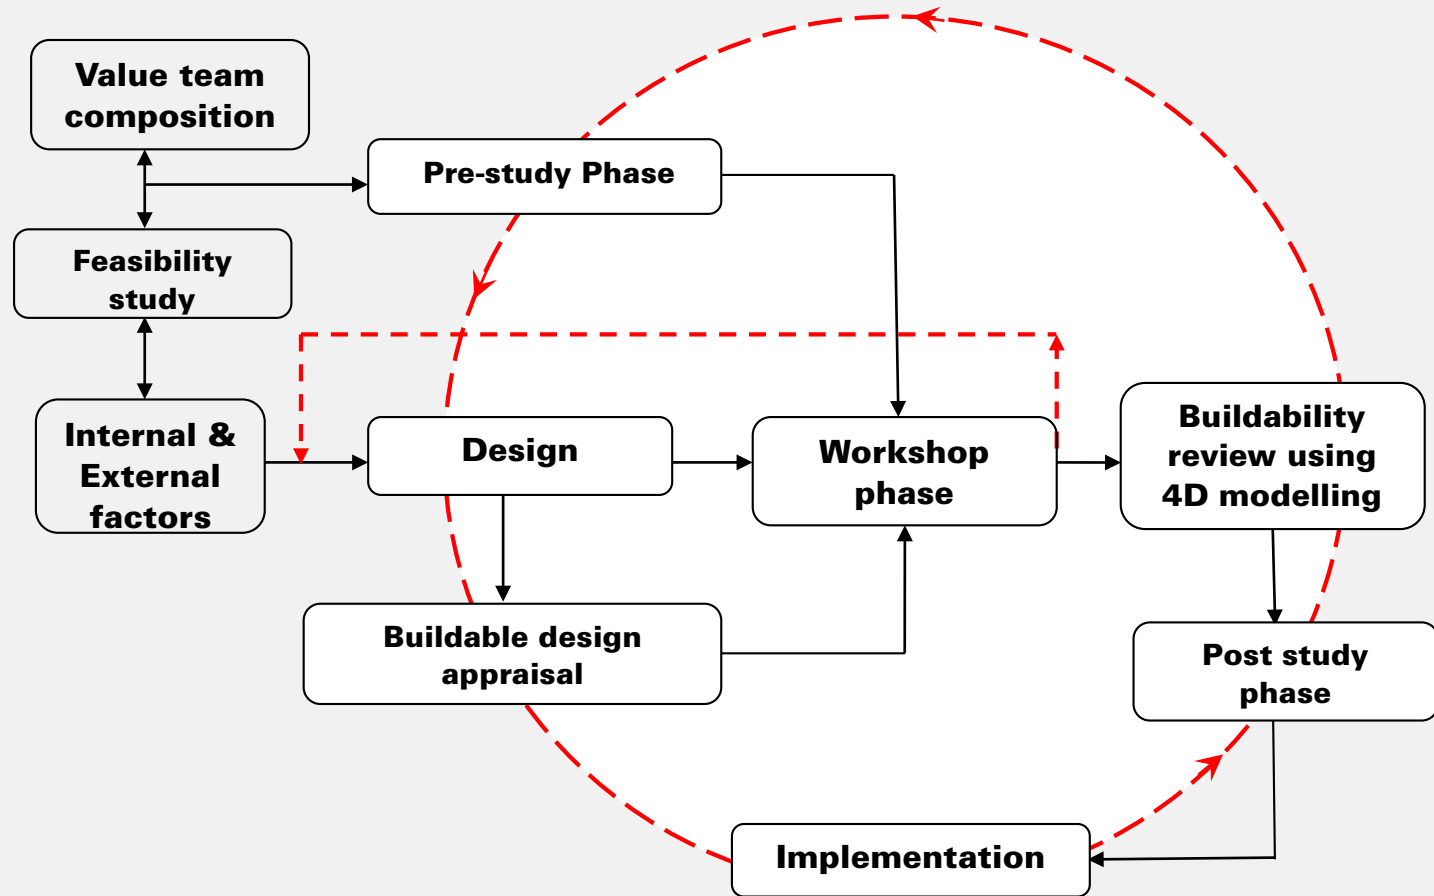 Value team
composition
Pre-study Phase
Feasibility
study
Internal &
External
factors
Design
Workshop
phase
Buildability
review using
4D modelling
Buildable design
appraisal
Post study
phase
Implementation